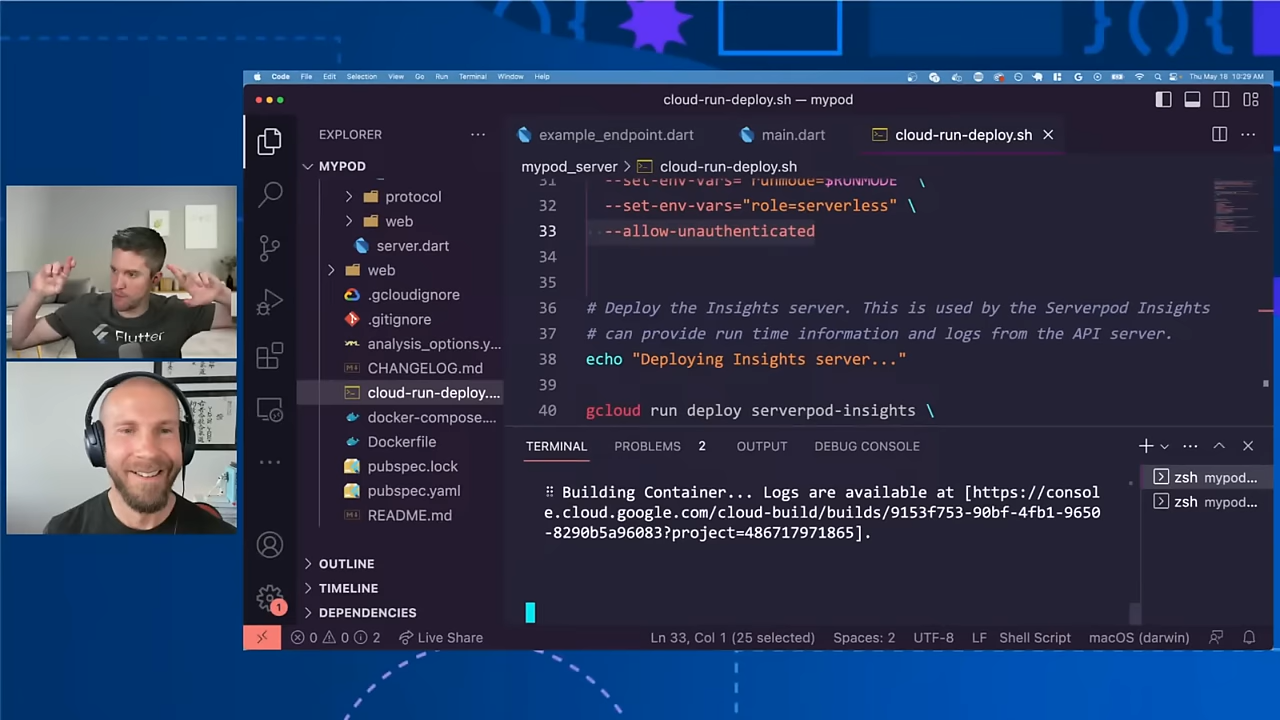 Code File Edit Selection View Go Run Terminal Window Help
Thu May 18 10:29 AM
cloud-run-deploy.sh — mypod
EXPLORER
MYPOD
protocol
web
server.dart
web
.gcloudignore
.gitignore
analysis_options.y...
CHANGELOG.md
cloud-run-deploy....
docker-compose....
Dockerfile
pubspec.lock
pubspec.yaml
README.md
OUTLINE
TIMELINE
DEPENDENCIES
example_endpoint.dart main.dart cloud-run-deploy.sh
mypod_server > cloud-run-deploy.sh
31 --set-env-vars="runmode=$RUNMODE" \
32 --set-env-vars="role=serverless" \
33 --allow-unauthenticated
34
35
36 # Deploy the Insights server. This is used by the Serverpod Insights
37 # can provide run time information and logs from the API server.
38 echo "Deploying Insights server..."
39
40 gcloud run deploy serverpod-insights \
TERMINAL PROBLEMS 2 OUTPUT DEBUG CONSOLE
⠿ Building Container... Logs are available at [https://consol
e.cloud.google.com/cloud-build/builds/9153f753-90bf-4fb1-9650
-8290b5a96083?project=486717971865].
zsh mypod...
zsh mypod...
1
0 0 2 Live Share Ln 33, Col 1 (25 selected) Spaces: 2 UTF-8 LF Shell Script macOS (darwin)
Flutter